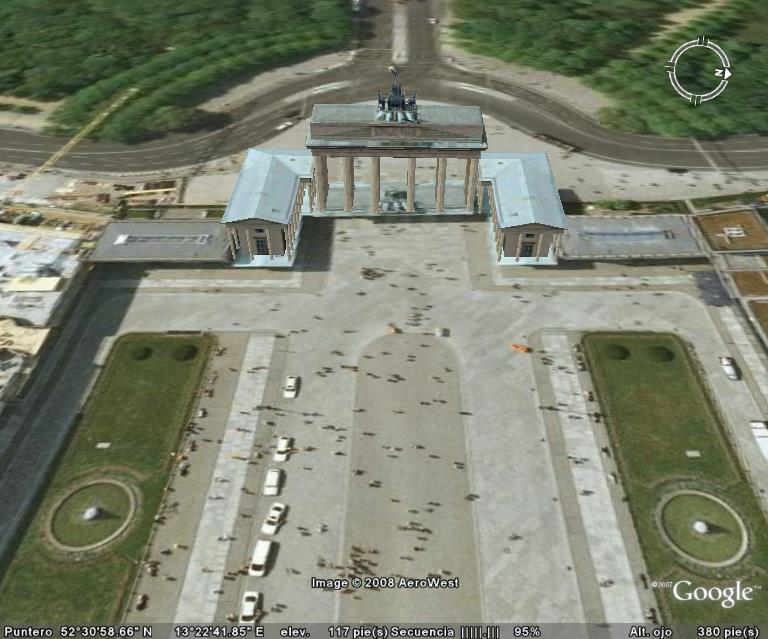 N
Image © 2008 AeroWest
©2007 Google™
Puntero 52°30'58.66" N 13°22'41.85" E elev. 117 pie(s) Secuencia |||||.||| 95% Alt. ojo 380 pie(s)